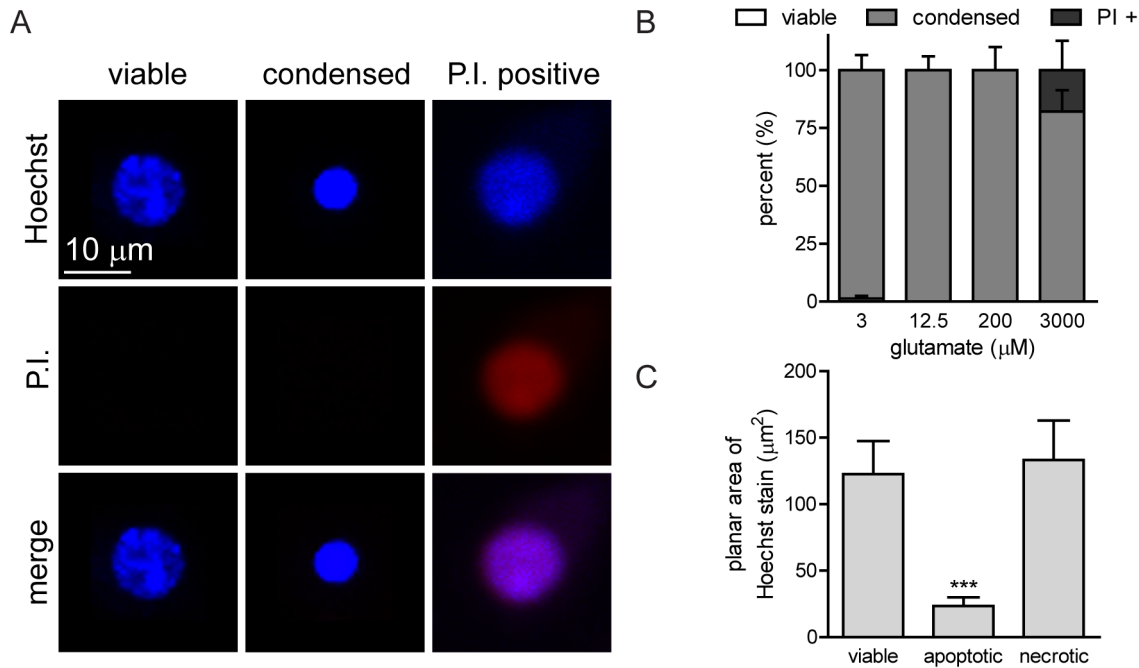 A
viable condensed P.I. positive
Hoechst
10 μm
P.I.
merge
B
viable condensed PI +
percent (%)
100
75
50
25
0
3 12.5 200 3000
glutamate (μM)
C
planar area of
Hoechst stain (μm²)
200
150
100
50
0
***
viable apoptotic necrotic